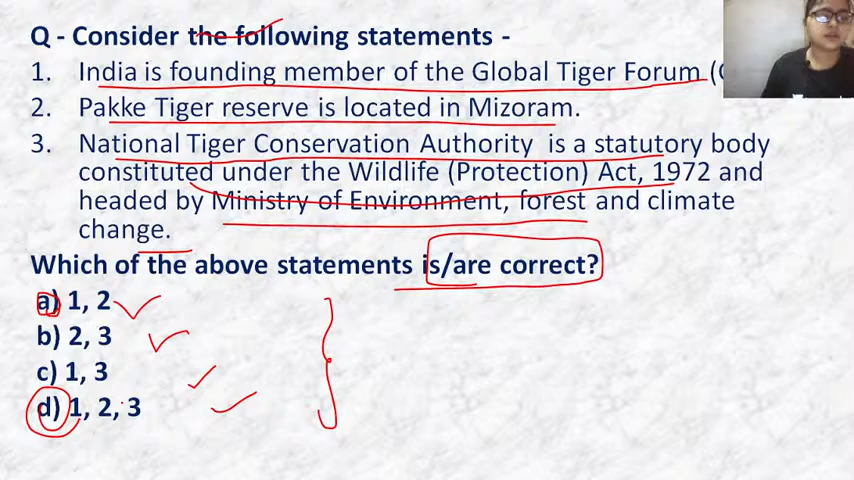 Q - Consider the following statements -
1. India is founding member of the Global Tiger Forum (
2. Pakke Tiger reserve is located in Mizoram.
3. National Tiger Conservation Authority is a statutory body
constituted under the Wildlife (Protection) Act, 1972 and
headed by Ministry of Environment, forest and climate
change.
Which of the above statements is/are correct?
a) 1, 2
b) 2, 3
c) 1, 3
d) 1, 2, 3